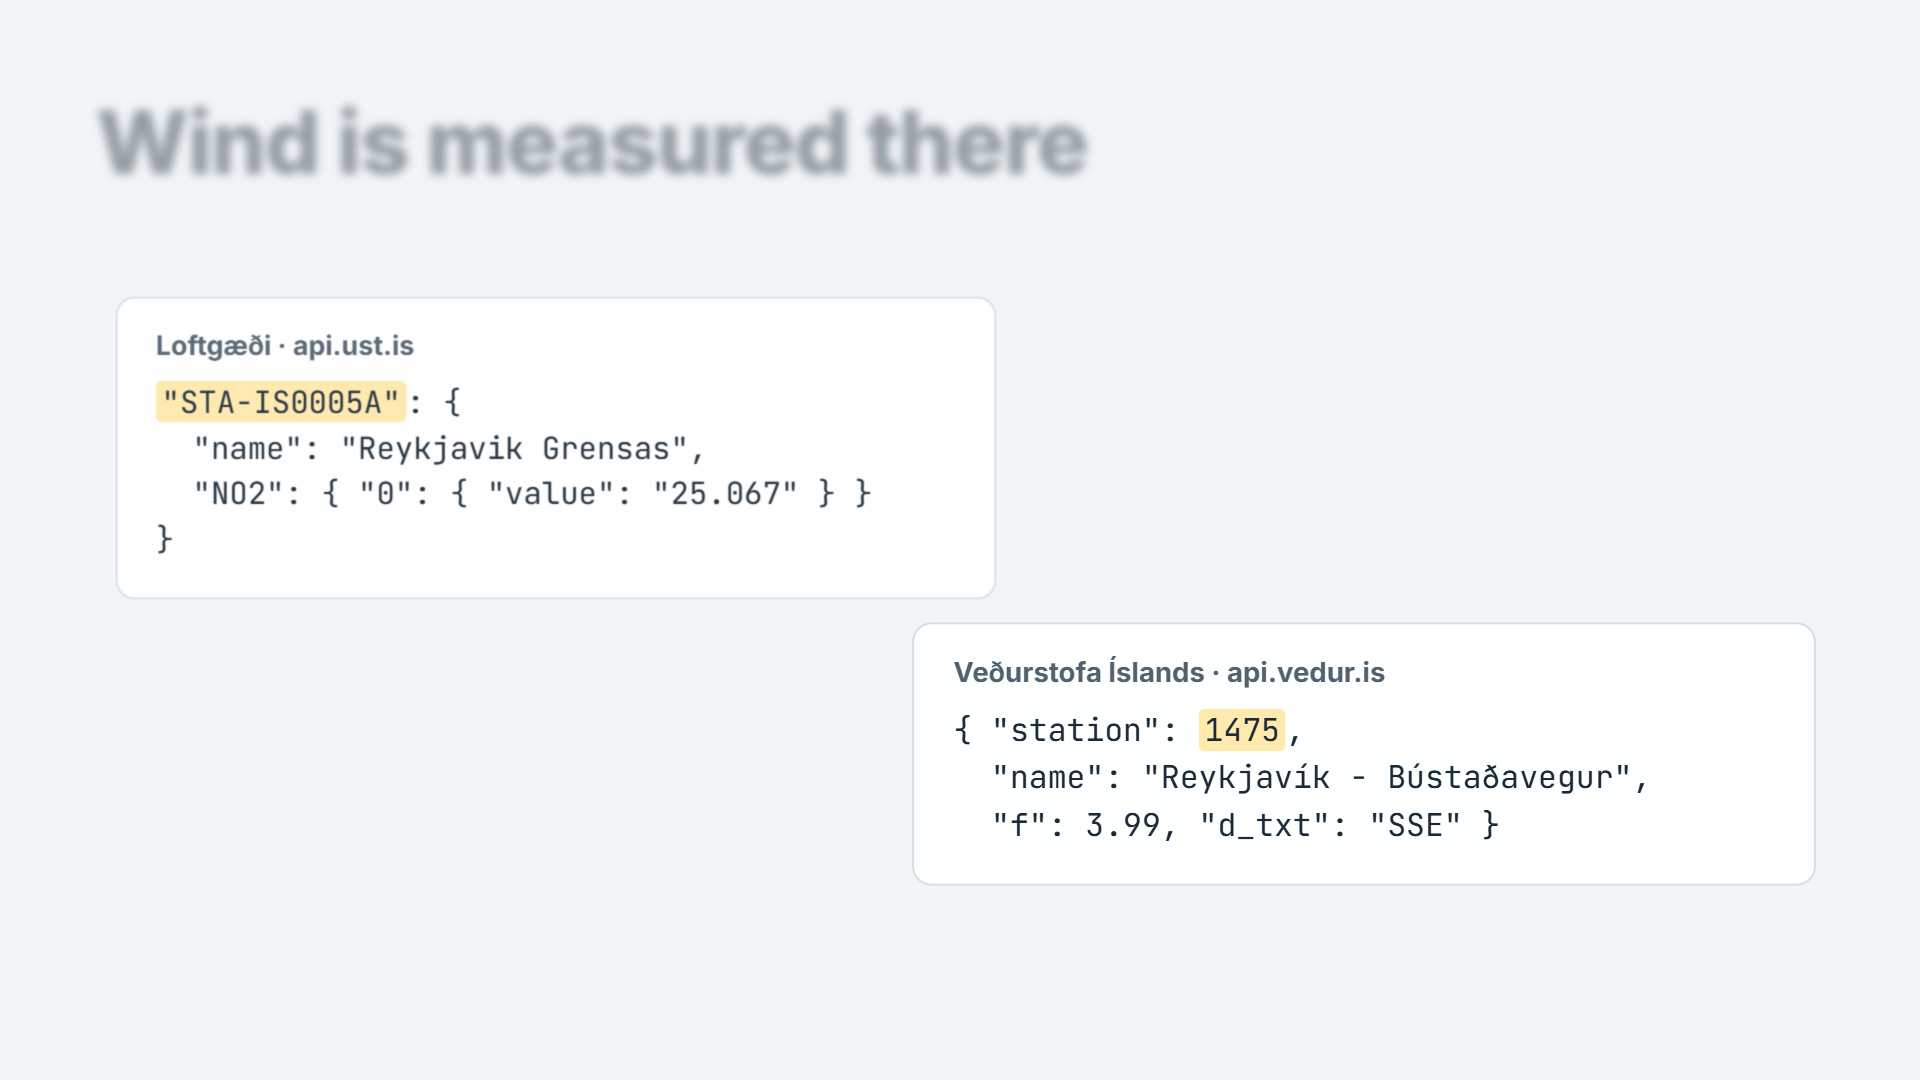 Wind is measured there
Loftgæði · api.ust.is
"STA-IS0005A": {
  "name": "Reykjavik Grensas",
  "NO2": { "0": { "value": "25.067" } }
}
Veðurstofa Íslands · api.vedur.is
{ "station": 1475,
  "name": "Reykjavík - Bústaðavegur",
  "f": 3.99, "d_txt": "SSE" }